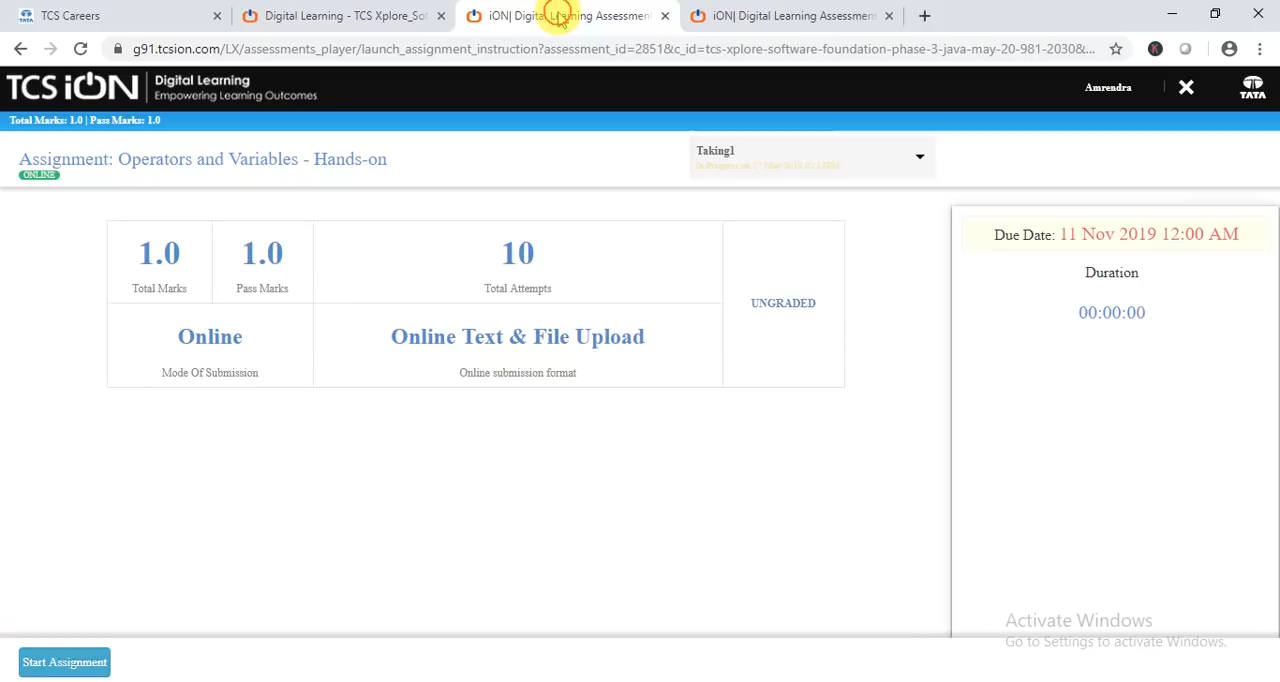 TCS Careers
Digital Learning - TCS Xplore_Sof
iON| Digital Learning Assessment
iON| Digital Learning Assessment
g91.tcsion.com/LX/assessments_player/launch_assignment_instruction?assessment_id=2851&c_id=tcs-xplore-software-foundation-phase-3-java-may-20-981-2030&...
K
TCS iON
Digital Learning
Empowering Learning Outcomes
Amrendra
TATA
Total Marks: 1.0 | Pass Marks: 1.0
Assignment: Operators and Variables - Hands-on
ONLINE
Taking1
1.0
Total Marks
1.0
Pass Marks
10
Total Attempts
UNGRADED
Online
Mode Of Submission
Online Text & File Upload
Online submission format
Due Date: 11 Nov 2019 12:00 AM
Duration
00:00:00
Activate Windows
Go to Settings to activate Windows.
Start Assignment